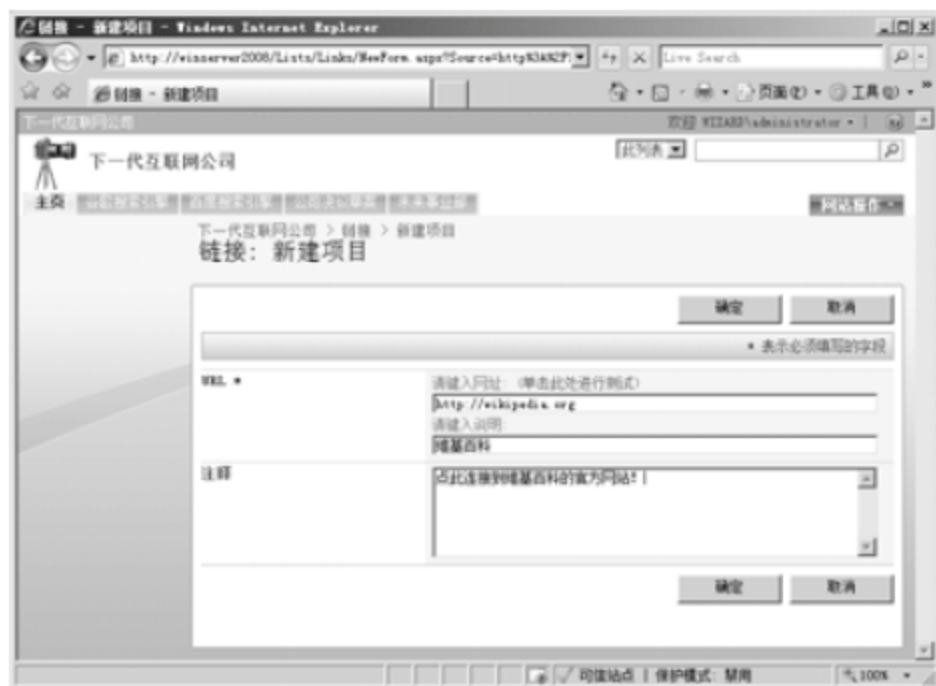 链接 - 新建项目 - Windows Internet Explorer
http://winserver2008/Lists/Links/NewForm.aspx?Source=http%3A%2F
Live Search
链接 - 新建项目
页面(P)
工具(O)
下一代互联网公司
欢迎 WIZARD\administrator
下一代互联网公司
此列表
主页
网站操作
下一代互联网公司 > 链接 > 新建项目
链接: 新建项目
确定
取消
* 表示必须填写的字段
URL *
请键入网址: (单击此处进行测试)
http://wikipedia.org
请键入说明:
维基百科
注释
点此连接到维基百科的官方网站!
确定
取消
可信站点 | 保护模式: 禁用
100%